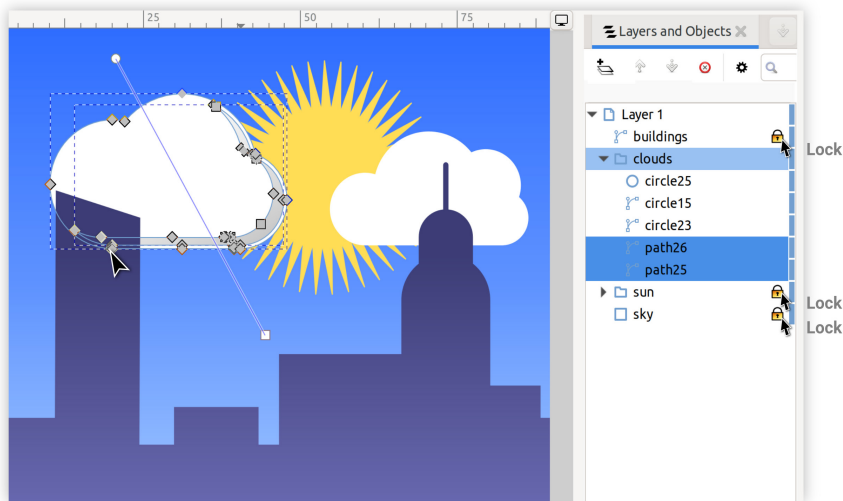 25
50
75
Layers and Objects
Layer 1
buildings
Lock
clouds
circle25
circle15
circle23
path26
path25
sun
Lock
sky
Lock